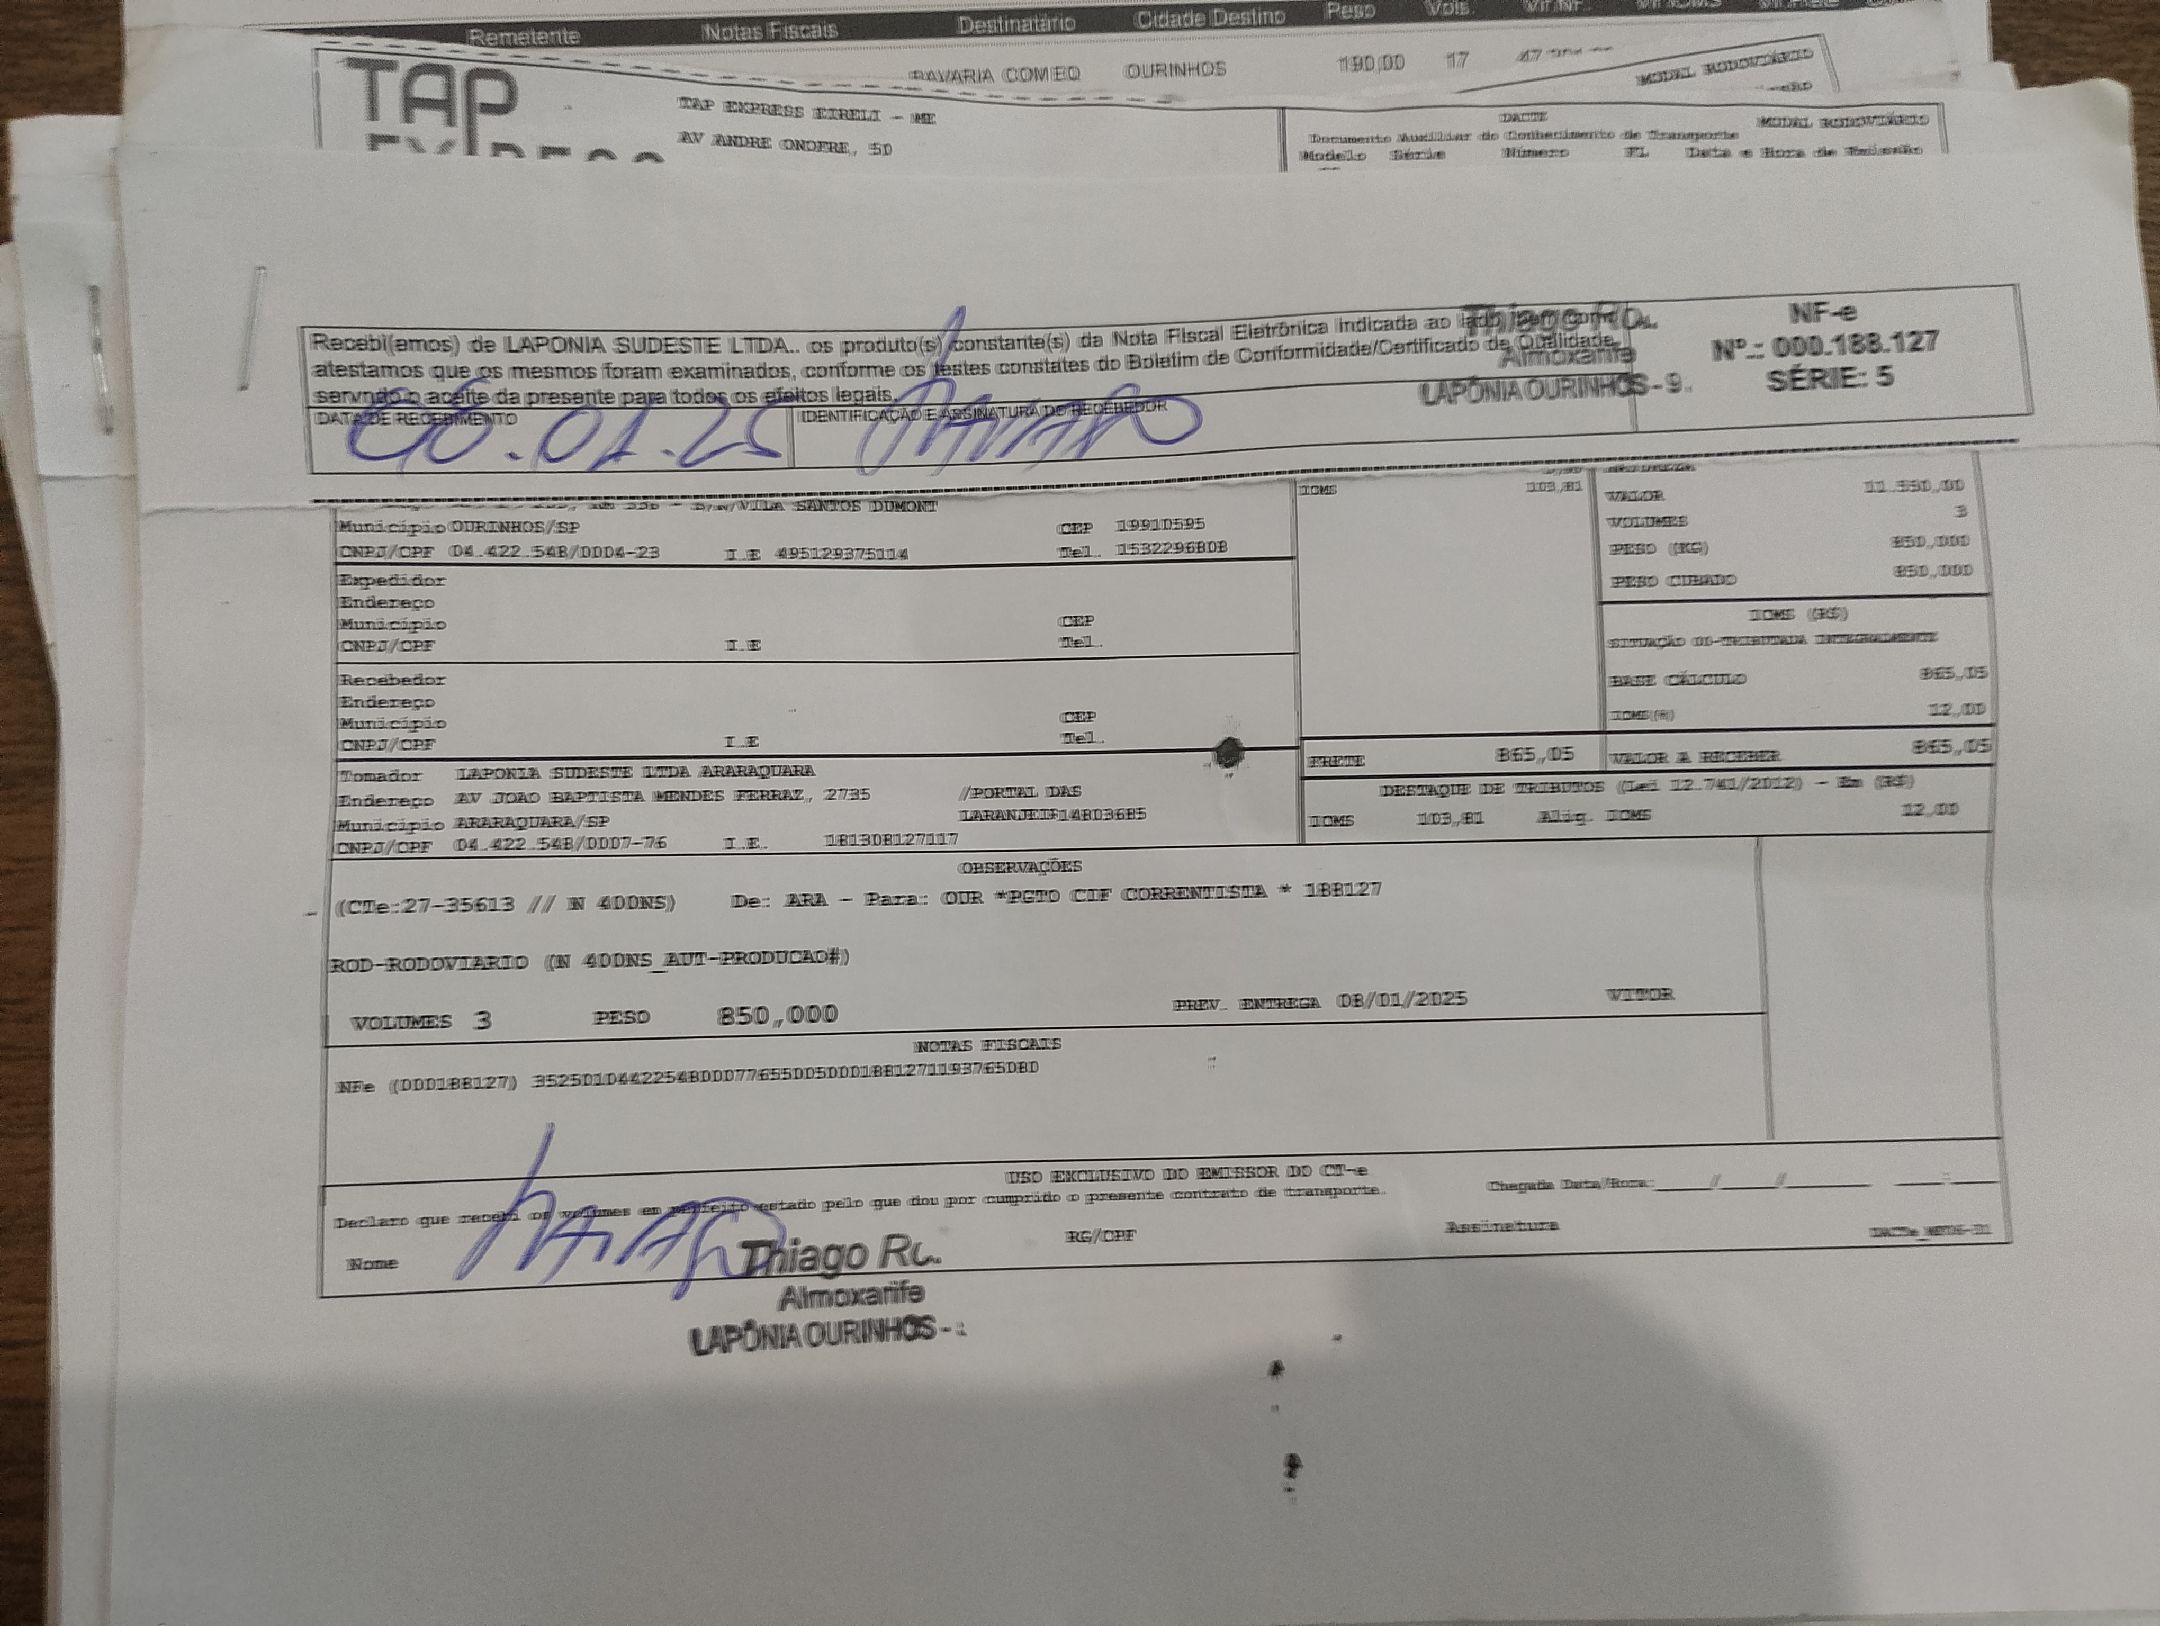 Remetente Notas Fiscais Destinatário Cidade Destino Peso Vols.
BAVARIA COM EQ OURINHOS 190,00 17
MODAL RODOVIÁRIO
TAP
TAP EXPRESS EIRELI - ME
AV ANDRE ONOFRE, 50
DACTE MODAL RODOVIÁRIO
Documento Auxiliar do Conhecimento de Transporte
Modelo Série Número FL Data e Hora de Emissão
Recebi(emos) de LAPONIA SUDESTE LTDA.. os produto(s) constante(s) da Nota Fiscal Eletrônica indicada ao lado, bem como
atestamos que os mesmos foram examinados, conforme os testes constates do Boletim de Conformidade/Certificado de Qualidade,
servindo o aceite da presente para todos os efeitos legais.
DATA DE RECEBIMENTO IDENTIFICAÇÃO E ASSINATURA DO RECEBEDOR
08.01.25
Almoxarife
LAPÔNIA OURINHOS - 9.
NF-e
Nº.: 000.188.127
SÉRIE: 5
VILA SANTOS DUMONT
Município OURINHOS/SP CEP 19910595
CNPJ/CPF 04.422.548/0004-23 I.E 495129375114 Tel. 1532296808
Expedidor
Endereço
Município CEP
CNPJ/CPF I.E Tel.
Recebedor
Endereço
Município CEP
CNPJ/CPF I.E Tel.
ICMS 103,81
VALOR 11.550,00
VOLUMES 3
PESO (KG) 850,000
PESO CUBADO 850,000
ICMS (R$)
SITUAÇÃO 00-TRIBUTADA INTEGRALMENTE
BASE CÁLCULO 865,05
ICMS(%) 12,00
FRETE 865,05 VALOR A RECEBER 865,05
Tomador LAPONIA SUDESTE LTDA ARARAQUARA
Endereço AV JOAO BAPTISTA MENDES FERRAZ, 2735 //PORTAL DAS
Município ARARAQUARA/SP LARANJEIR14803685
CNPJ/CPF 04.422.548/0007-76 I.E. 181308127117
DESTAQUE DE TRIBUTOS (Lei 12.741/2012) - Em (R$)
ICMS 103,81 Aliq. ICMS 12,00
OBSERVAÇÕES
(CTe:27-35613 // N 400NS) De: ARA - Para: OUR *PGTO CIF CORRENTISTA * 188127
ROD-RODOVIARIO (N 400NS_AUT-PRODUCAO#)
VOLUMES 3 PESO 850,000 PREV. ENTREGA 08/01/2025 VITOR
NOTAS FISCAIS
NFe (000188127) 35250104422548000776550050001881271193765080
USO EXCLUSIVO DO EMISSOR DO CT-e
Declaro que recebi os volumes em perfeito estado pelo que dou por cumprido o presente contrato de transporte. Chegada Data/Hora: / /  :
Nome RG/CPF Assinatura
Thiago
Almoxarife
LAPÔNIA OURINHOS -